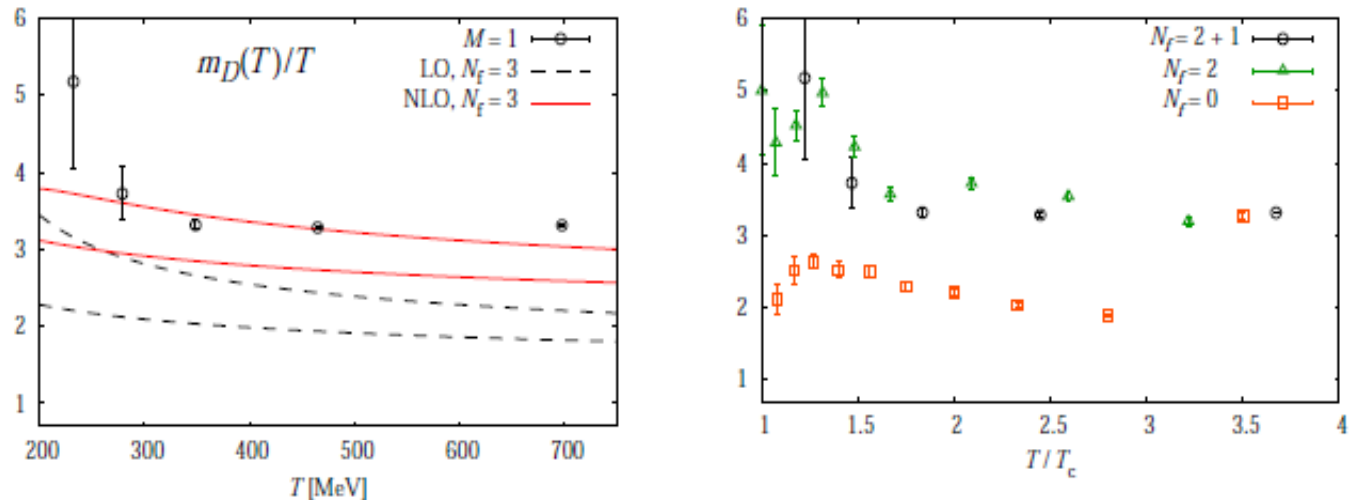 m_D(T)/T
M = 1
LO, N_f = 3
NLO, N_f = 3
6
5
4
3
2
1
200 300 400 500 600 700
T [MeV]
N_f = 2 + 1
N_f = 2
N_f = 0
6
5
4
3
2
1
1 1.5 2 2.5 3 3.5 4
T / T_c